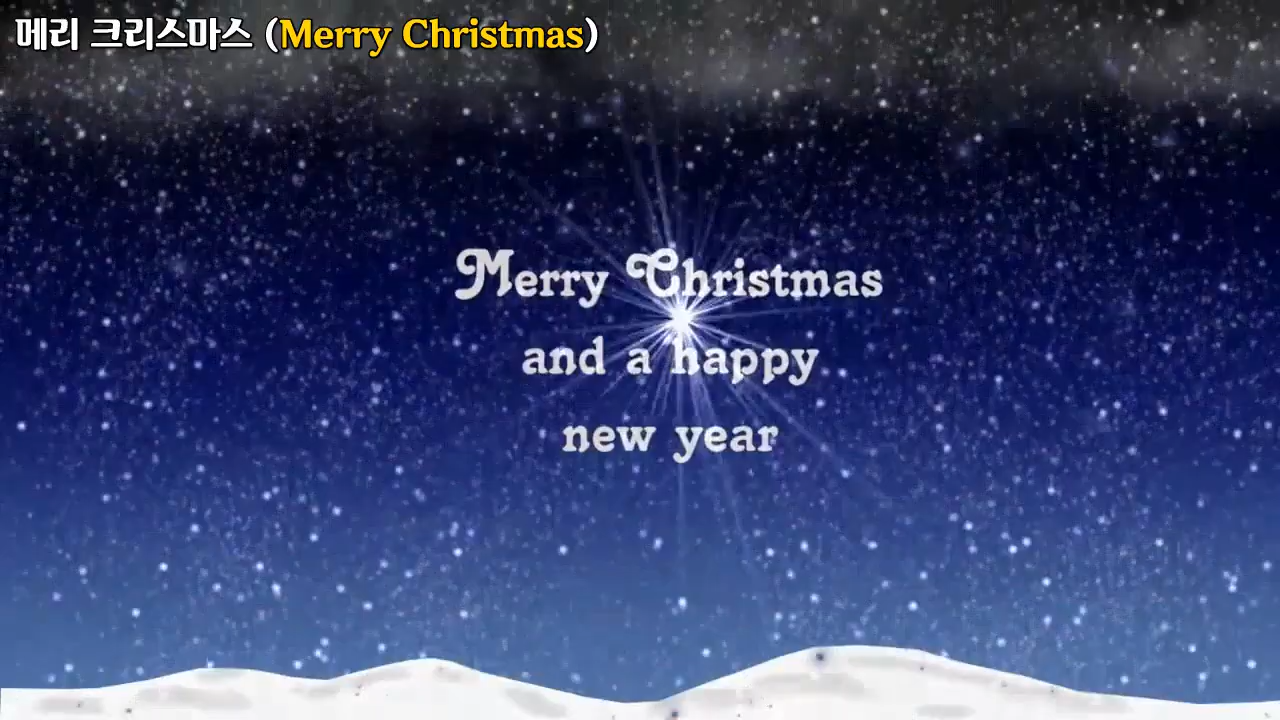 메리 크리스마스 (Merry Christmas)
Merry Christmas
and a happy
new year